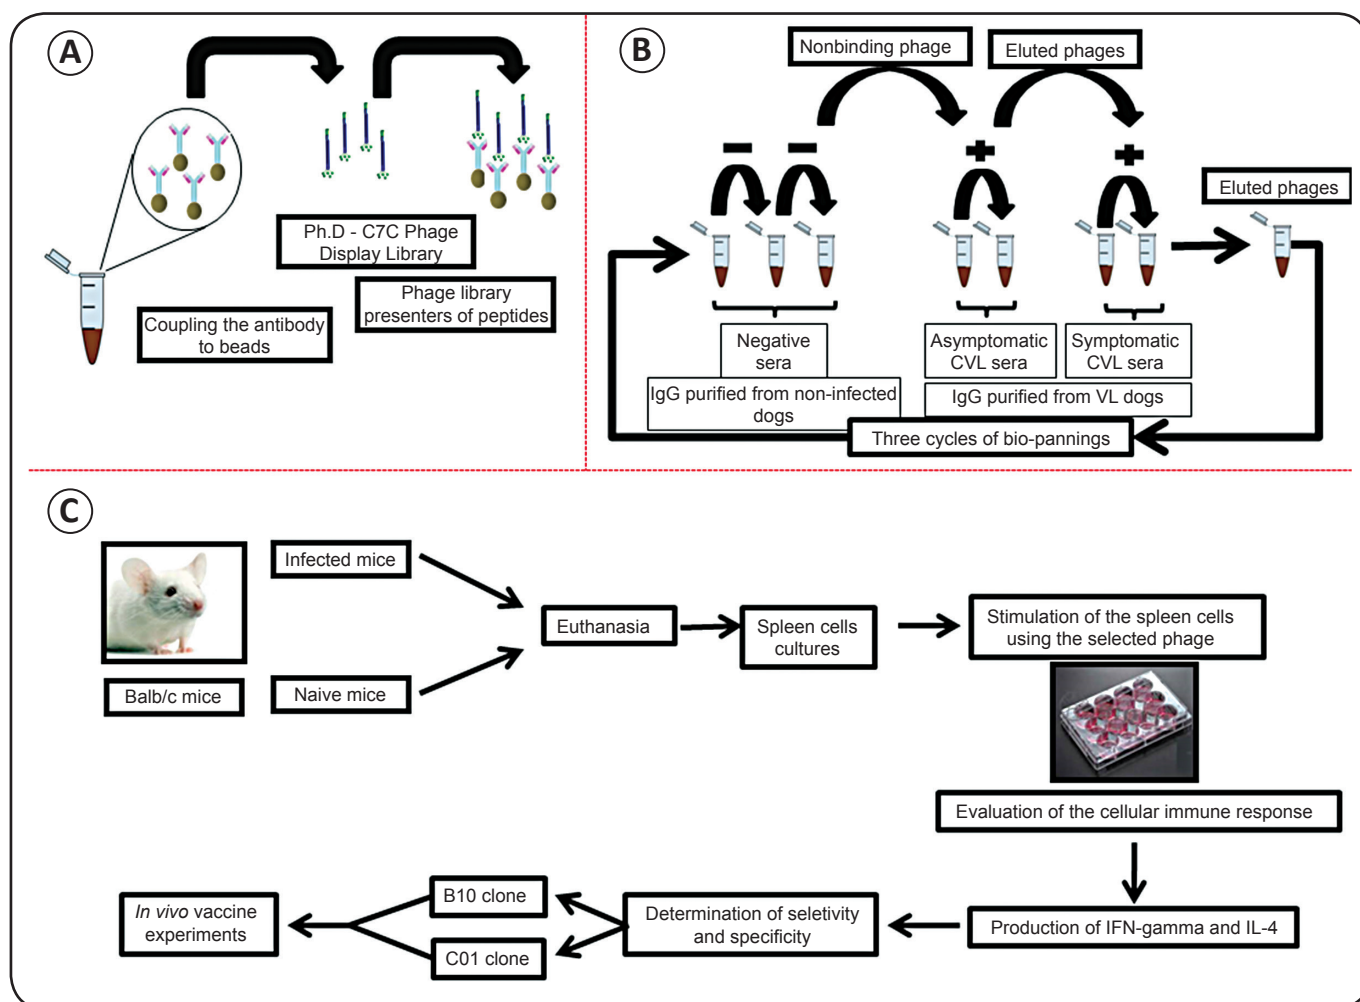 A
Ph.D - C7C Phage
Display Library
Phage library
presenters of peptides
Coupling the antibody
to beads
B
Nonbinding phage
Eluted phages
Eluted phages
Negative
sera
Asymptomatic
CVL sera
Symptomatic
CVL sera
IgG purified from non-infected
dogs
IgG purified from VL dogs
Three cycles of bio-pannings
C
Infected mice
Balb/c mice
Naive mice
Euthanasia
Spleen cells
cultures
Stimulation of the spleen cells
using the selected phage
Evaluation of the cellular immune response
Production of IFN-gamma and IL-4
Determination of seletivity
and specificity
B10 clone
C01 clone
In vivo vaccine
experiments